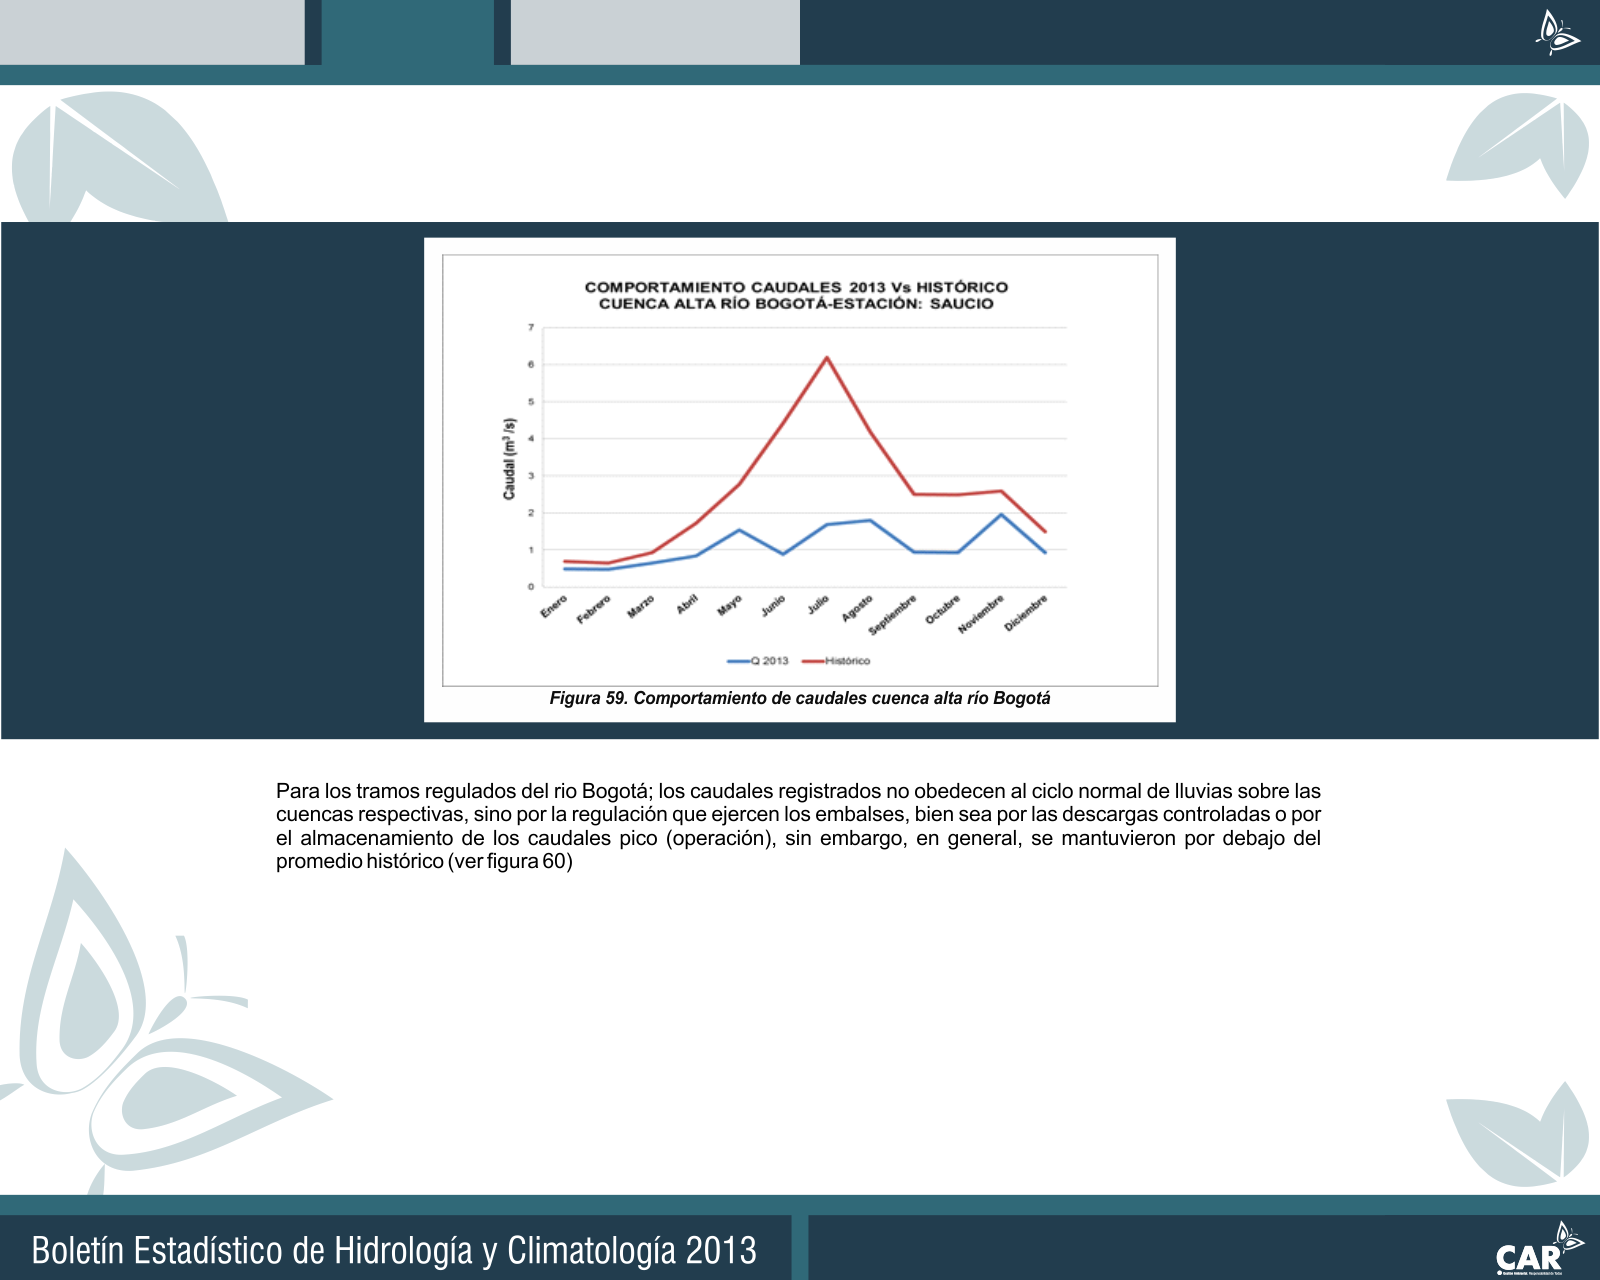 COMPORTAMIENTO CAUDALES 2013 Vs HISTÓRICO
CUENCA ALTA RÍO BOGOTÁ-ESTACIÓN: SAUCIO
Caudal (m³/s)
7
6
5
4
3
2
1
0
Enero
Febrero
Marzo
Abril
Mayo
Junio
Julio
Agosto
Septiembre
Octubre
Noviembre
Diciembre
Q 2013
Histórico
Figura 59. Comportamiento de caudales cuenca alta río Bogotá
Para los tramos regulados del rio Bogotá; los caudales registrados no obedecen al ciclo normal de lluvias sobre las
cuencas respectivas, sino por la regulación que ejercen los embalses, bien sea por las descargas controladas o por
el almacenamiento de los caudales pico (operación), sin embargo, en general, se mantuvieron por debajo del
promedio histórico (ver figura 60)
Boletín Estadístico de Hidrología y Climatología 2013
CAR